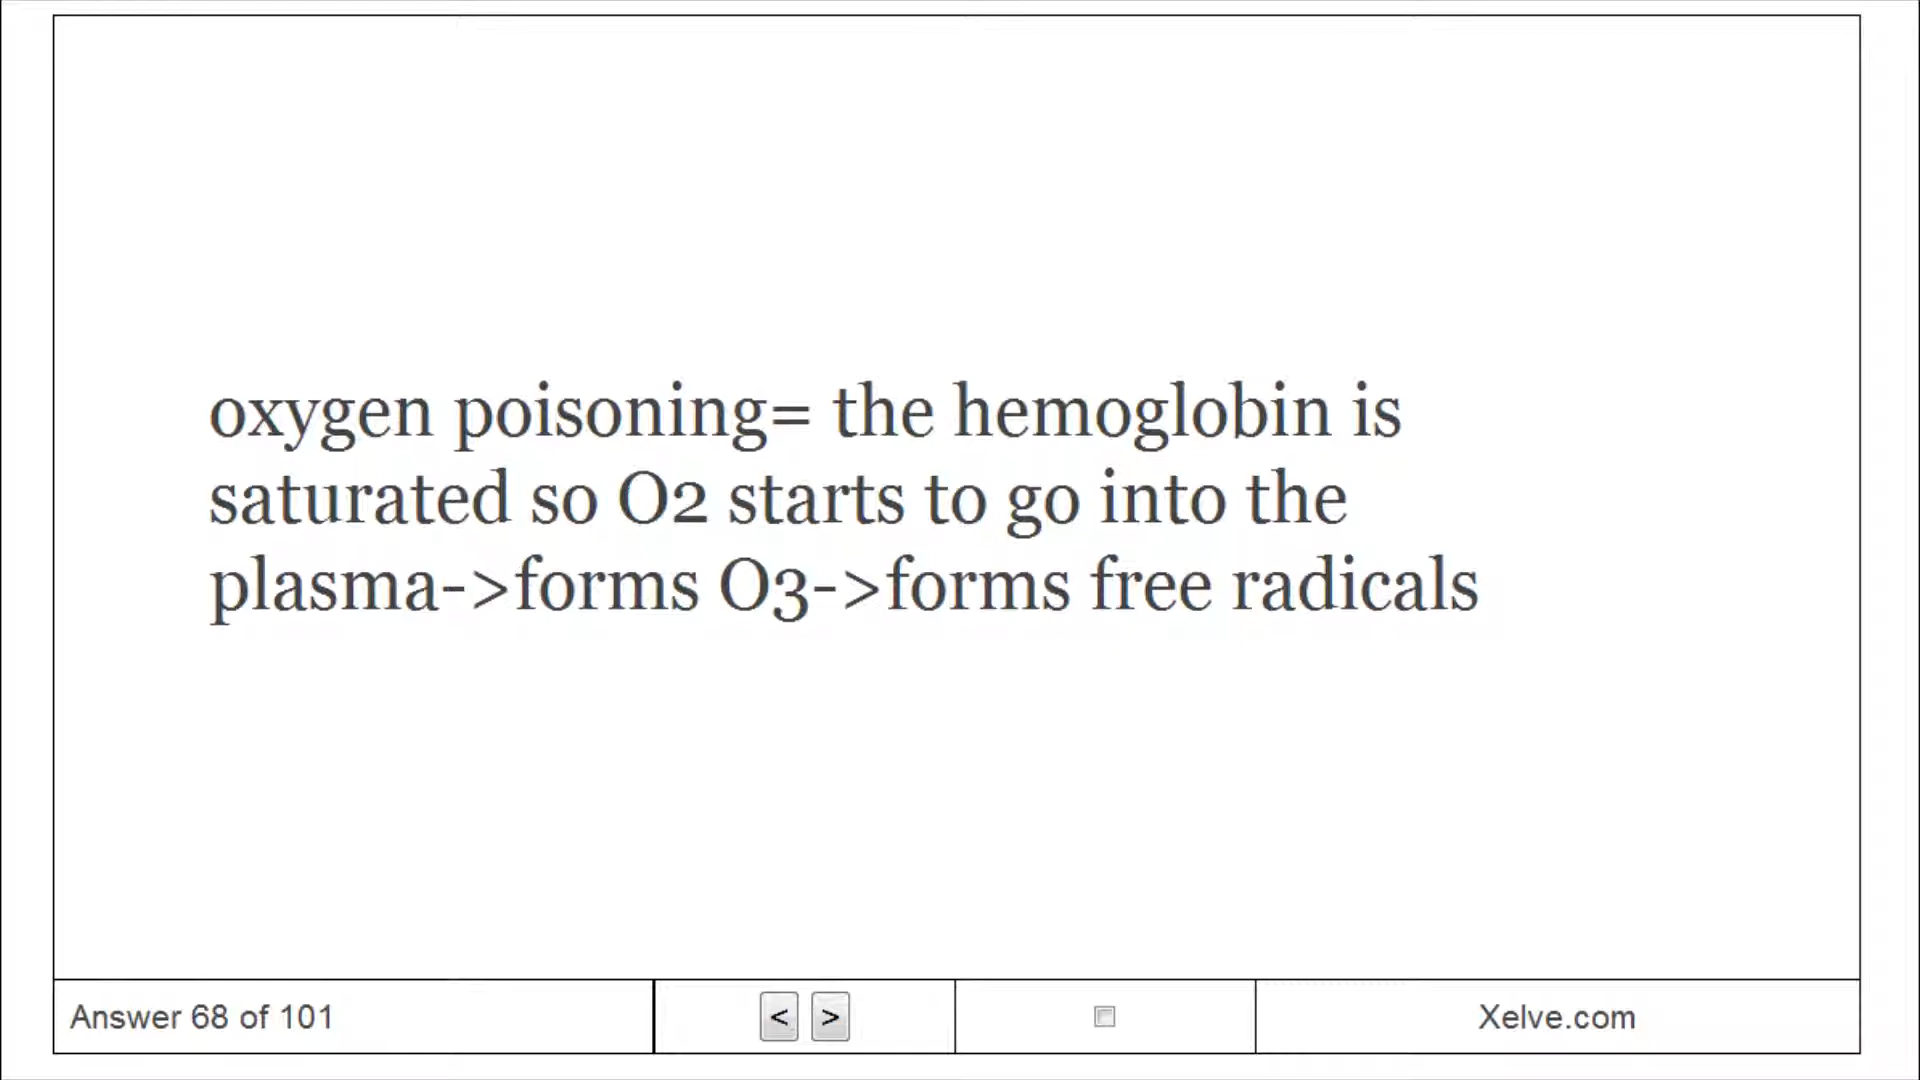 oxygen poisoning= the hemoglobin is
saturated so O2 starts to go into the
plasma->forms O3->forms free radicals
Answer 68 of 101
< >
Xelve.com